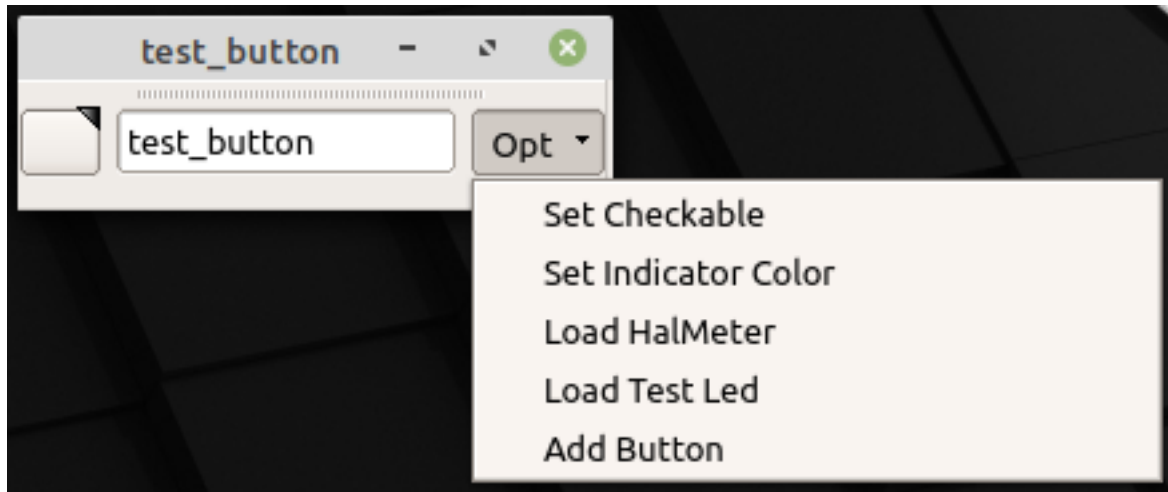 test_button
test_button
Opt
Set Checkable
Set Indicator Color
Load HalMeter
Load Test Led
Add Button